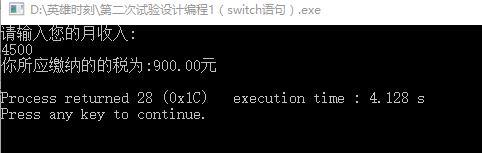 D:\英雄时刻\第二次试验设计编程1（switch语句）.exe
请输入您的月收入:
4500
你所应缴纳的的税为:900.00元
Process returned 28 (0x1C)   execution time : 4.128 s
Press any key to continue.